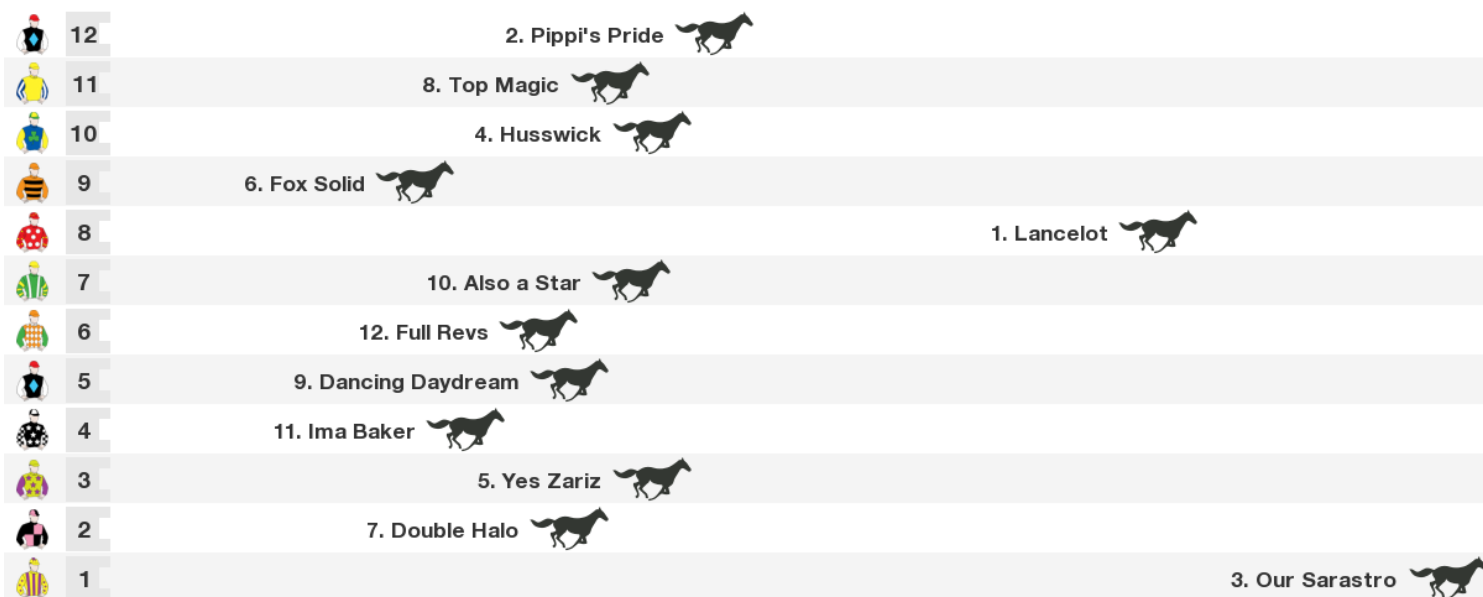 12 2. Pippi's Pride
11 8. Top Magic
10 4. Husswick
9 6. Fox Solid
8 1. Lancelot
7 10. Also a Star
6 12. Full Revs
5 9. Dancing Daydream
4 11. Ima Baker
3 5. Yes Zariz
2 7. Double Halo
1 3. Our Sarastro